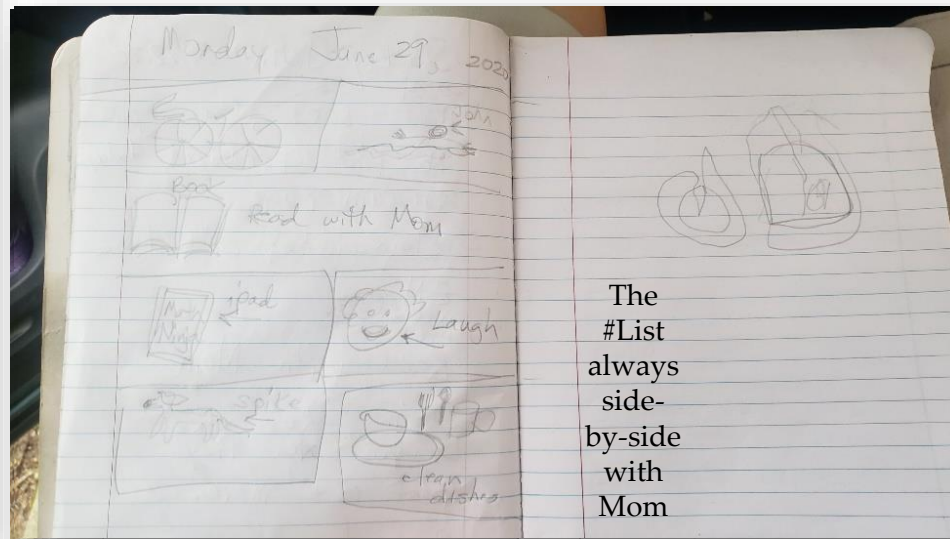 Monday June 29, 2020
John
Book
Read with Mom
ipad
Math
Laugh
spike
clean
dishes
The
#List
always
side-
by-side
with
Mom